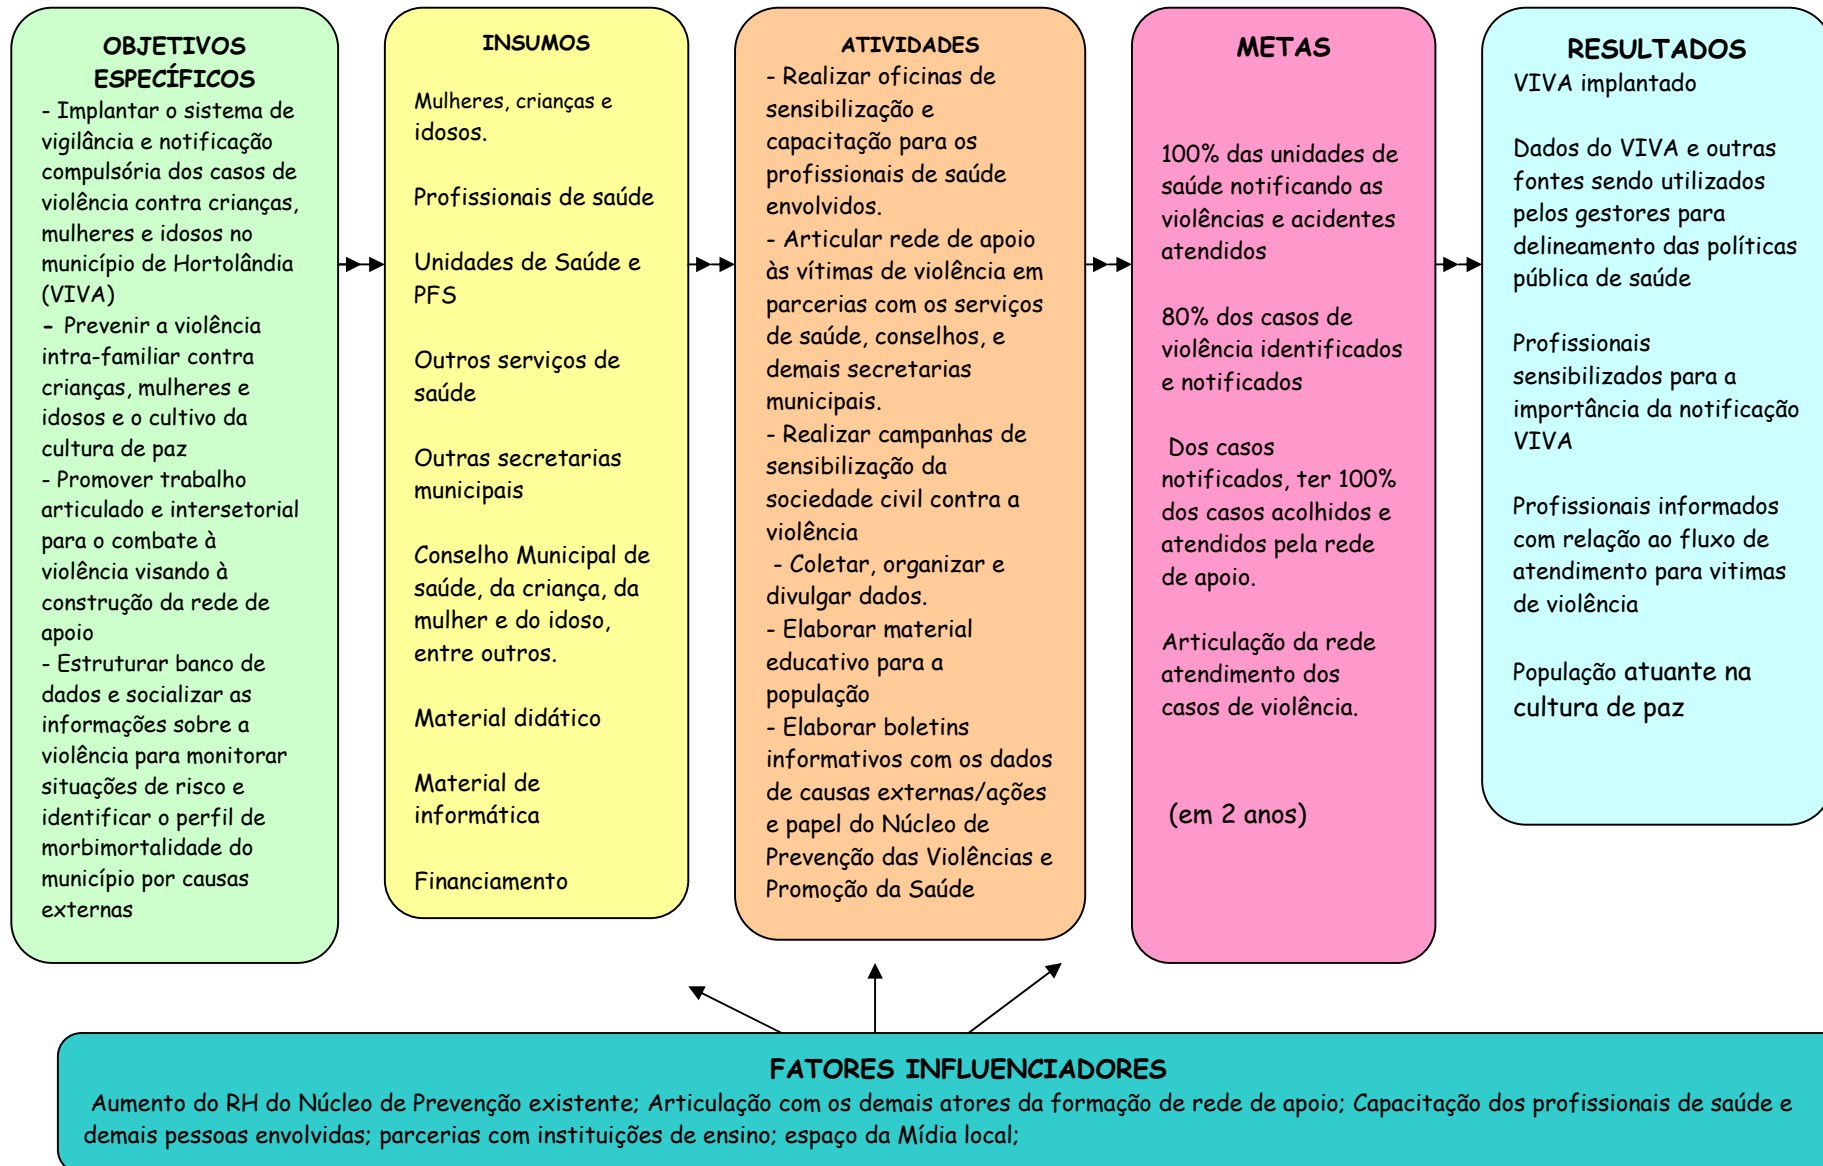 OBJETIVOS
ESPECÍFICOS
- Implantar o sistema de
vigilância e notificação
compulsória dos casos de
violência contra crianças,
mulheres e idosos no
município de Hortolândia
(VIVA)
- Prevenir a violência
intra-familiar contra
crianças, mulheres e
idosos e o cultivo da
cultura de paz
- Promover trabalho
articulado e intersetorial
para o combate à
violência visando à
construção da rede de
apoio
- Estruturar banco de
dados e socializar as
informações sobre a
violência para monitorar
situações de risco e
identificar o perfil de
morbimortalidade do
município por causas
externas
INSUMOS
Mulheres, crianças e
idosos.
Profissionais de saúde
Unidades de Saúde e
PFS
Outros serviços de
saúde
Outras secretarias
municipais
Conselho Municipal de
saúde, da criança, da
mulher e do idoso,
entre outros.
Material didático
Material de
informática
Financiamento
ATIVIDADES
- Realizar oficinas de
sensibilização e
capacitação para os
profissionais de saúde
envolvidos.
- Articular rede de apoio
às vítimas de violência em
parcerias com os serviços
de saúde, conselhos, e
demais secretarias
municipais.
- Realizar campanhas de
sensibilização da
sociedade civil contra a
violência
- Coletar, organizar e
divulgar dados.
- Elaborar material
educativo para a
população
- Elaborar boletins
informativos com os dados
de causas externas/ações
e papel do Núcleo de
Prevenção das Violências e
Promoção da Saúde
METAS
100% das unidades de
saúde notificando as
violências e acidentes
atendidos
80% dos casos de
violência identificados
e notificados
Dos casos
notificados, ter 100%
dos casos acolhidos e
atendidos pela rede
de apoio.
Articulação da rede
atendimento dos
casos de violência.
(em 2 anos)
RESULTADOS
VIVA implantado
Dados do VIVA e outras
fontes sendo utilizados
pelos gestores para
delineamento das políticas
pública de saúde
Profissionais
sensibilizados para a
importância da notificação
VIVA
Profissionais informados
com relação ao fluxo de
atendimento para vitimas
de violência
População atuante na
cultura de paz
FATORES INFLUENCIADORES
Aumento do RH do Núcleo de Prevenção existente; Articulação com os demais atores da formação de rede de apoio; Capacitação dos profissionais de saúde e
demais pessoas envolvidas; parcerias com instituições de ensino; espaço da Mídia local;